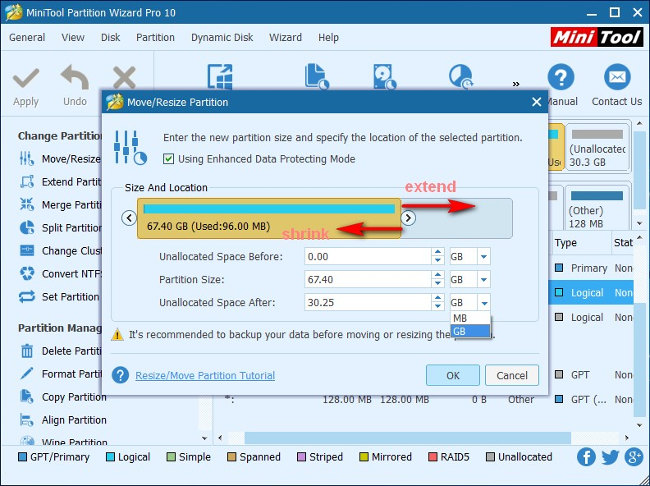 MiniTool Partition Wizard Pro 10
General View Disk Partition Dynamic Disk Wizard Help
Mini Tool
Apply Undo » Manual Contact Us
Move/Resize Partition
Change Partition
Move/Resize
Extend Partition
Merge Partition
Split Partition
Change Cluster
Convert NTFS
Set Partition
Partition Manag
Delete Partition
Format Partition
Copy Partition
Align Partition
Wipe Partition
Enter the new partition size and specify the location of the selected partition.
Using Enhanced Data Protecting Mode
Size And Location
extend
67.40 GB (Used:96.00 MB)
shrink
Unallocated Space Before: 0.00 GB
Partition Size: 67.40 GB
Unallocated Space After: 30.25 GB
MB
GB
It's recommended to backup your data before moving or resizing the
Resize/Move Partition Tutorial
OK Cancel
(Unallocated
Use 30.3 GB
(Other)
128 MB
Type Stat
Primary Non
Logical Non
Logical Non
GPT Non
*: 128.00 MB 128.00 MB 0 B Other GPT (... Non
GPT/Primary Logical Simple Spanned Striped Mirrored RAID5 Unallocated